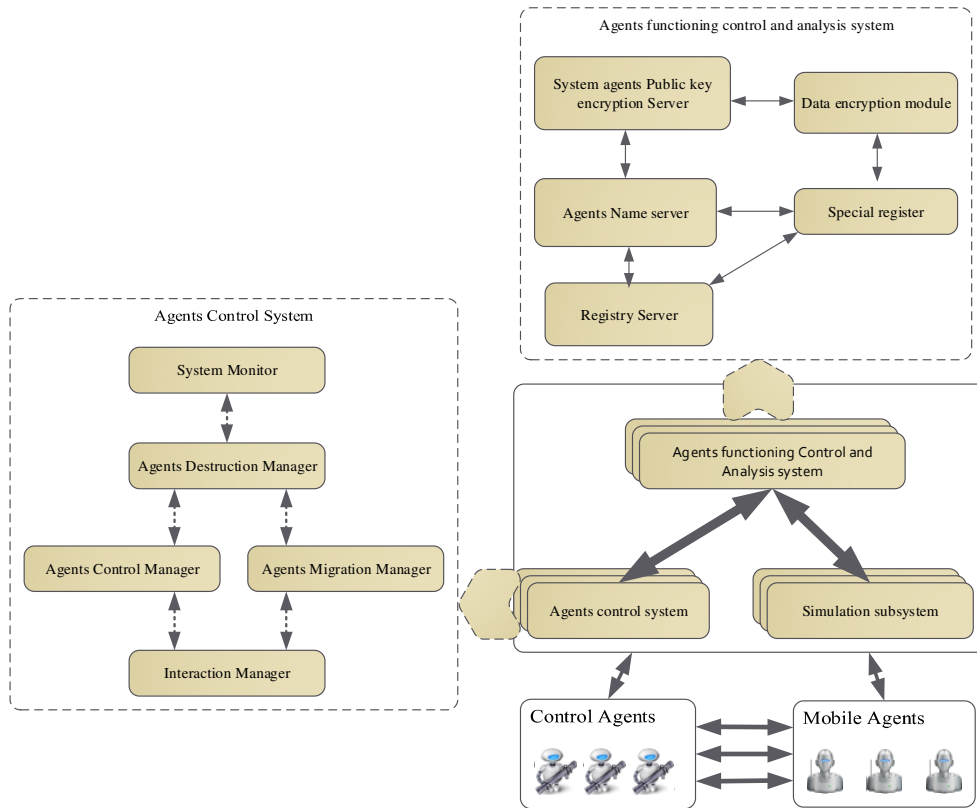 Agents functioning control and analysis system
System agents Public key
encryption Server
Data encryption module
Agents Name server
Special register
Registry Server
Agents Control System
System Monitor
Agents Destruction Manager
Agents Control Manager
Agents Migration Manager
Interaction Manager
Agents functioning Control and
Analysis system
Agents control system
Simulation subsystem
Control Agents
Mobile Agents